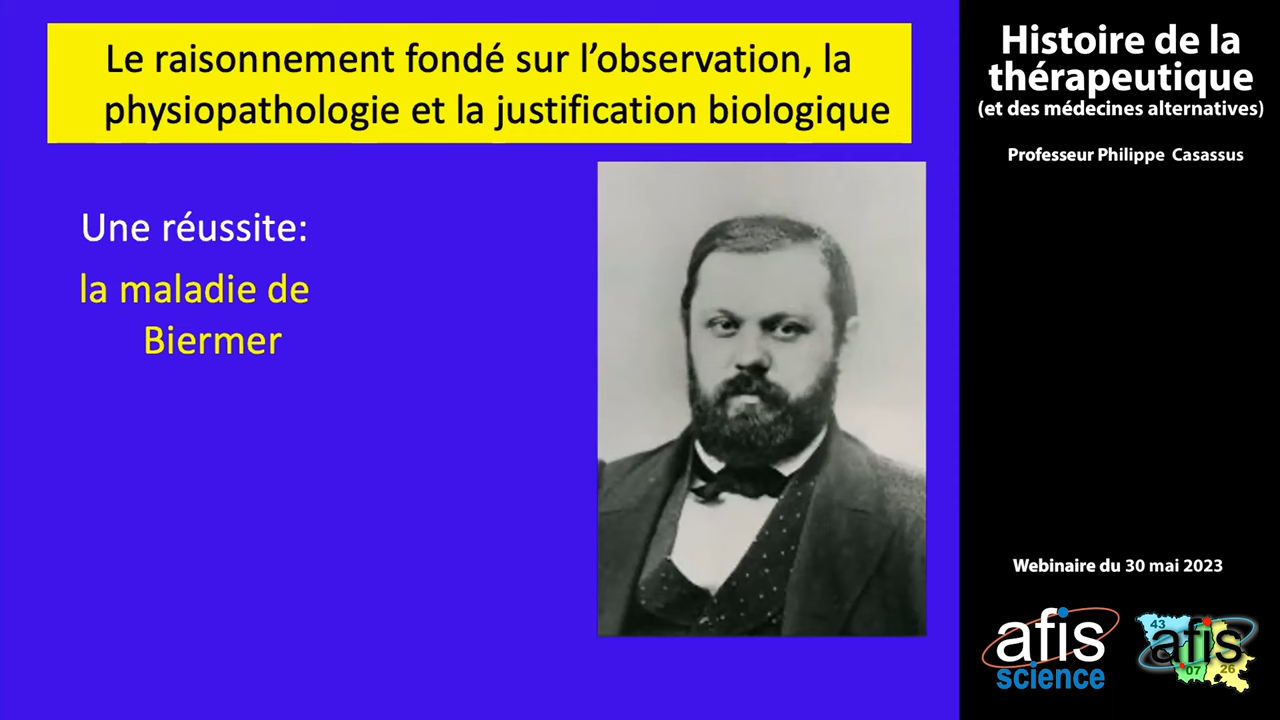 Le raisonnement fondé sur l’observation, la
physiopathologie et la justification biologique
Une réussite:
la maladie de
Biermer
Histoire de la
thérapeutique
(et des médecines alternatives)
Professeur Philippe Casassus
Webinaire du 30 mai 2023
afis
science
43
afis
07
26